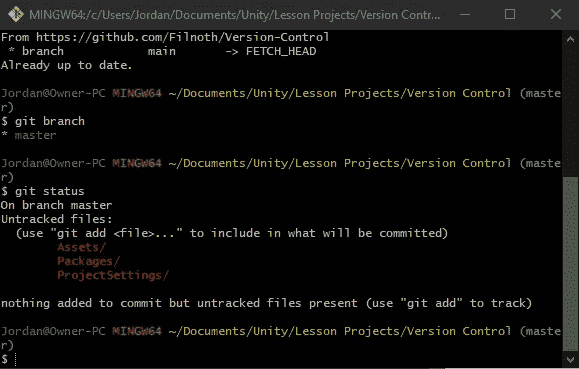 MINGW64:/c/Users/Jordan/Documents/Unity/Lesson Projects/Version Contr...
From https://github.com/Filnoth/Version-Control
 * branch            main       -> FETCH_HEAD
Already up to date.
Jordan@Owner-PC MINGW64 ~/Documents/Unity/Lesson Projects/Version Control (maste
r)
$ git branch
* master
Jordan@Owner-PC MINGW64 ~/Documents/Unity/Lesson Projects/Version Control (maste
r)
$ git status
On branch master
Untracked files:
  (use "git add <file>..." to include in what will be committed)
        Assets/
        Packages/
        ProjectSettings/
nothing added to commit but untracked files present (use "git add" to track)
Jordan@Owner-PC MINGW64 ~/Documents/Unity/Lesson Projects/Version Control (maste
r)
$